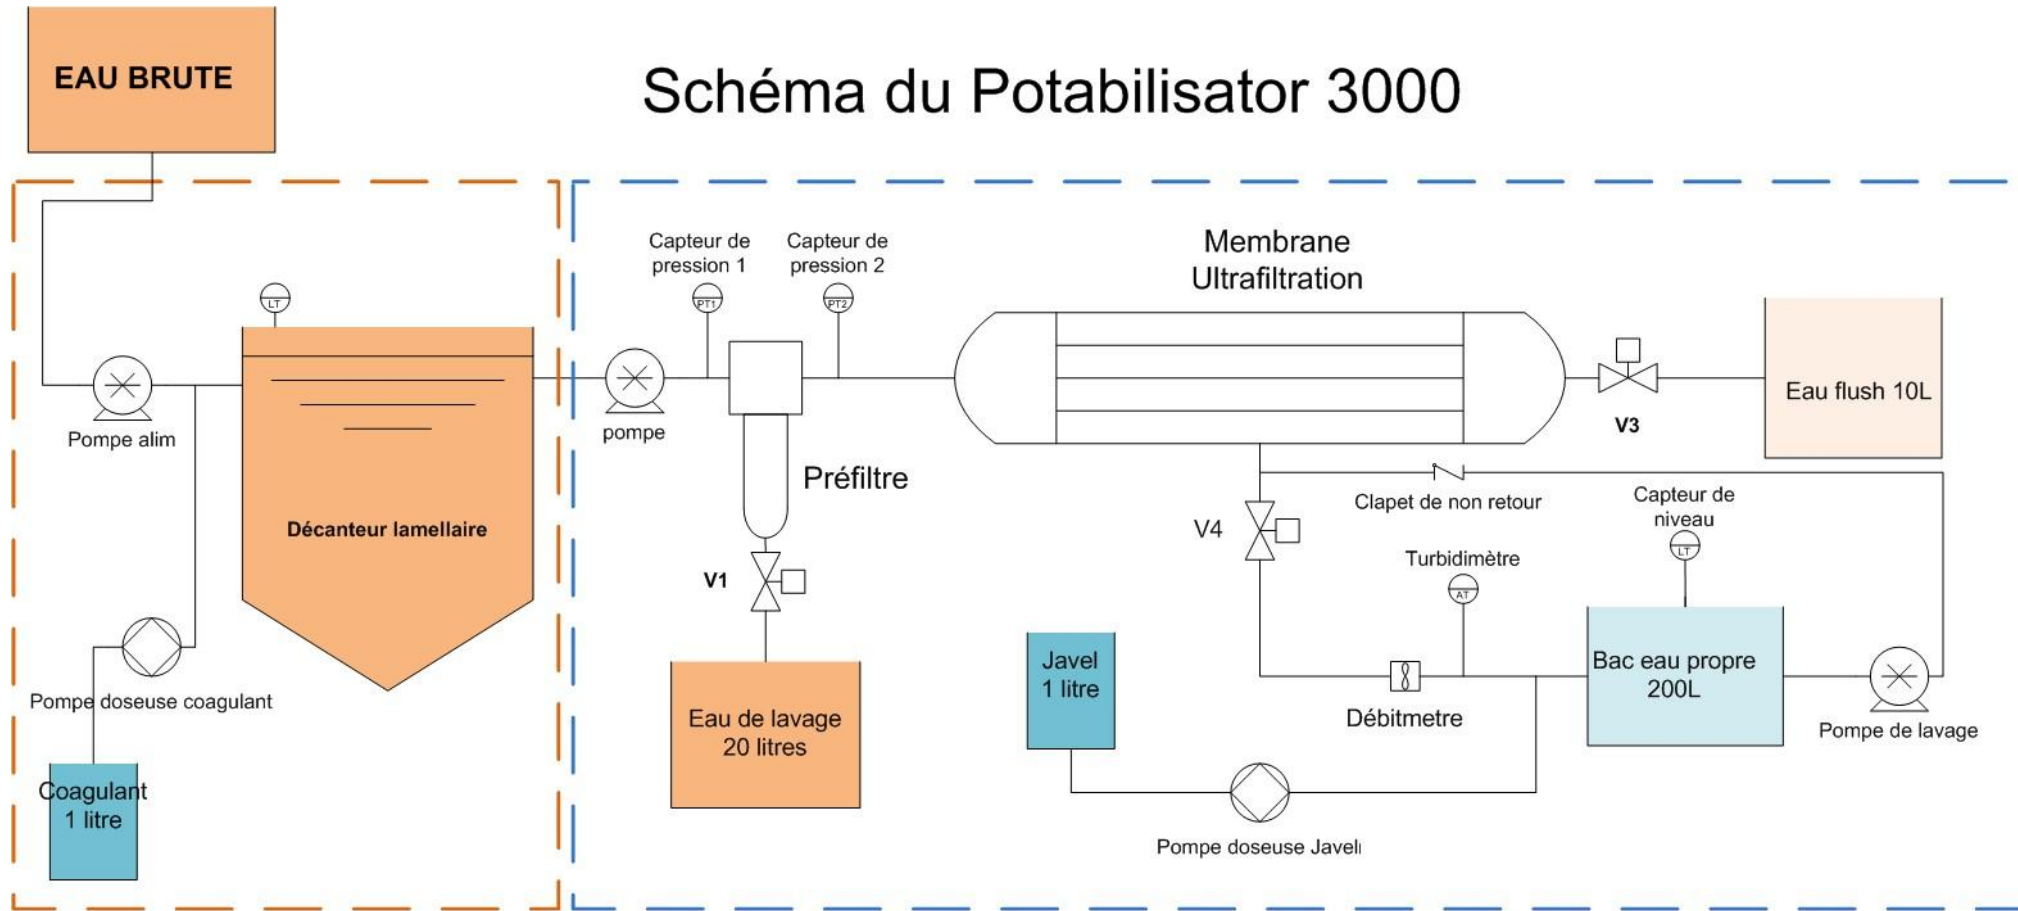 EAU BRUTE
Schéma du Potabilisator 3000
Capteur de
pression 1
Capteur de
pression 2
Membrane
Ultrafiltration
LT
PT1
PT2
Pompe alim
pompe
Eau flush 10L
V3
Préfiltre
Clapet de non retour
Capteur de
niveau
Décanteur lamellaire
V4
LT
Turbidimètre
V1
AT
Javel
1 litre
Bac eau propre
200L
Pompe doseuse coagulant
Eau de lavage
20 litres
Débitmetre
Pompe de lavage
Coagulant
1 litre
Pompe doseuse Javel